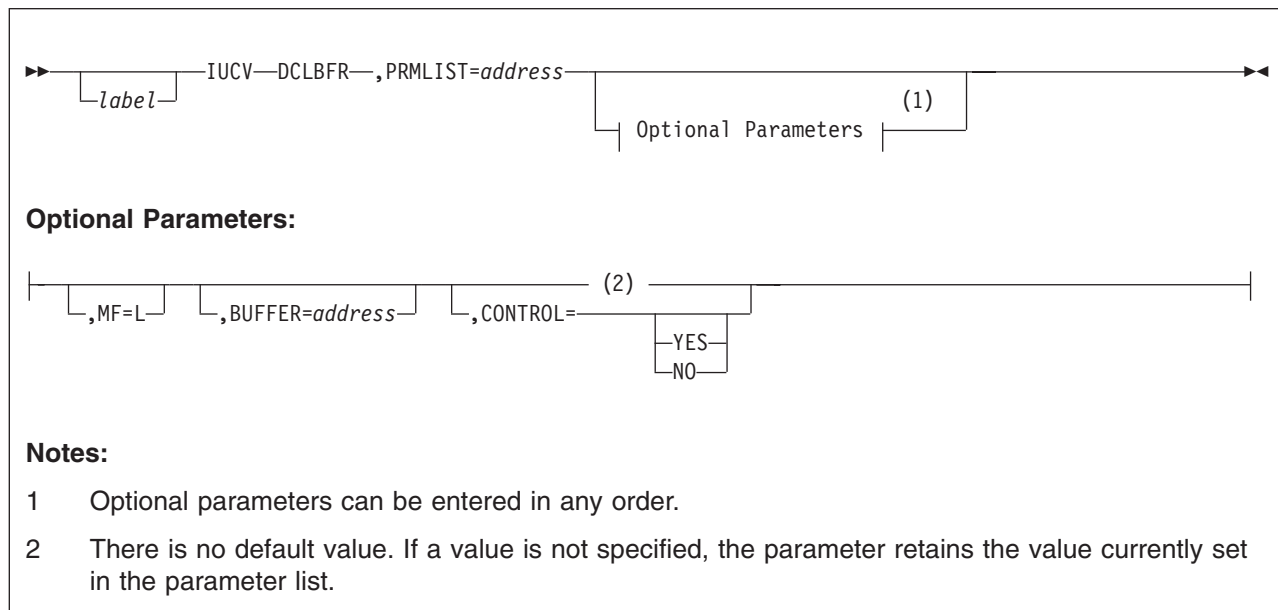 IUCV DCLBFR ,PRMLIST=address
label
(1)
Optional Parameters
Optional Parameters:
(2)
,MF=L ,BUFFER=address ,CONTROL=
YES
NO
Notes:
1 Optional parameters can be entered in any order.
2 There is no default value. If a value is not specified, the parameter retains the value currently set
in the parameter list.